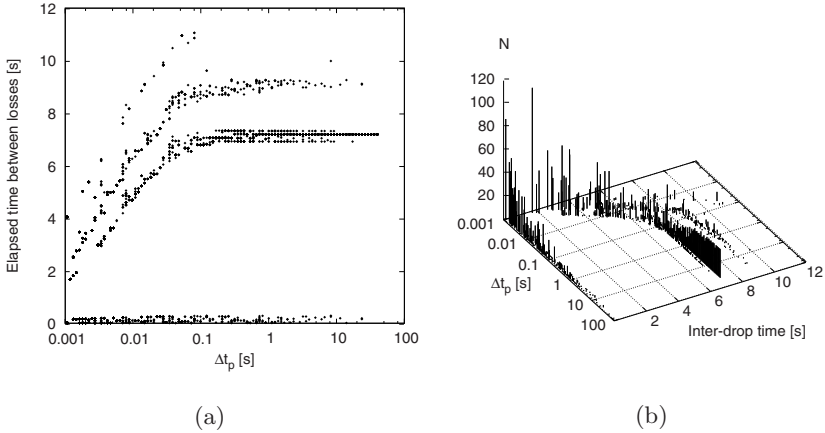 12
10
8
6
4
2
0
Elapsed time between losses [s]
0.001 0.01 0.1 1 10 100
Δt_p [s]
(a)
N
120
100
80
60
40
20
0.001
0.01
0.1
1
10
100
Δt_p [s]
2 4 6 8 10 12
Inter-drop time [s]
(b)